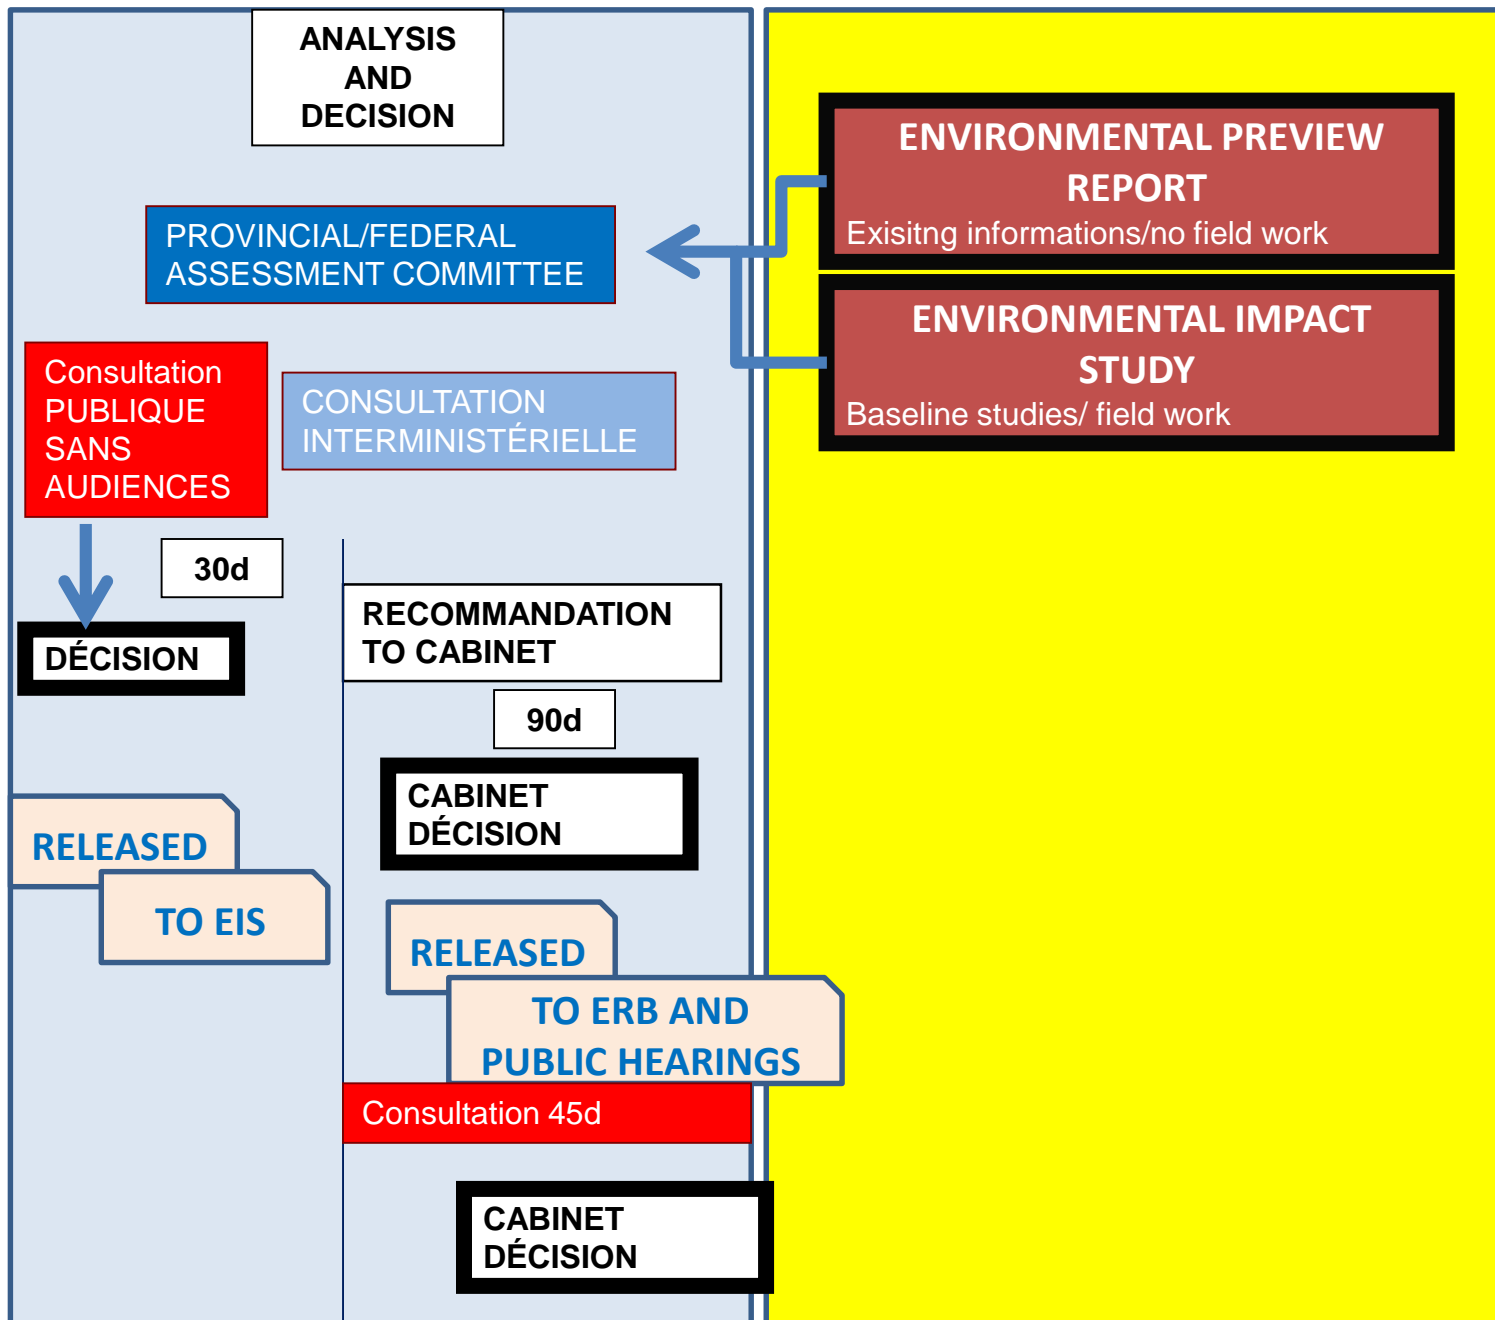 ANALYSIS
AND
DECISION
PROVINCIAL/FEDERAL
ASSESSMENT COMMITTEE
Consultation
PUBLIQUE
SANS
AUDIENCES
CONSULTATION
INTERMINISTÉRIELLE
30d
DÉCISION
RECOMMANDATION
TO CABINET
90d
CABINET
DÉCISION
RELEASED
TO EIS
RELEASED
TO ERB AND
PUBLIC HEARINGS
Consultation 45d
CABINET
DÉCISION
ENVIRONMENTAL PREVIEW
REPORT
Exisitng informations/no field work
ENVIRONMENTAL IMPACT
STUDY
Baseline studies/ field work